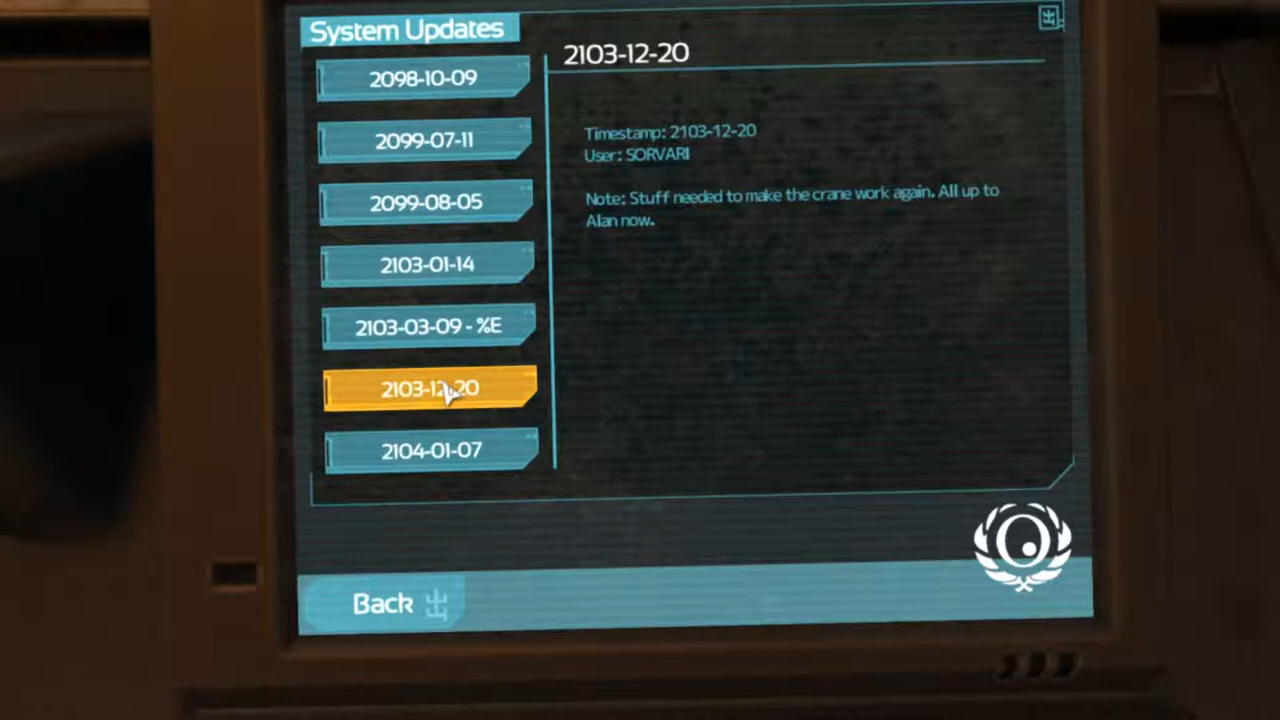 System Updates
2098-10-09
2099-07-11
2099-08-05
2103-01-14
2103-03-09 - %E
2103-12-20
2104-01-07
2103-12-20
Timestamp: 2103-12-20
User: SORVARI
Note: Stuff needed to make the crane work again. All up to
Alan now.
Back